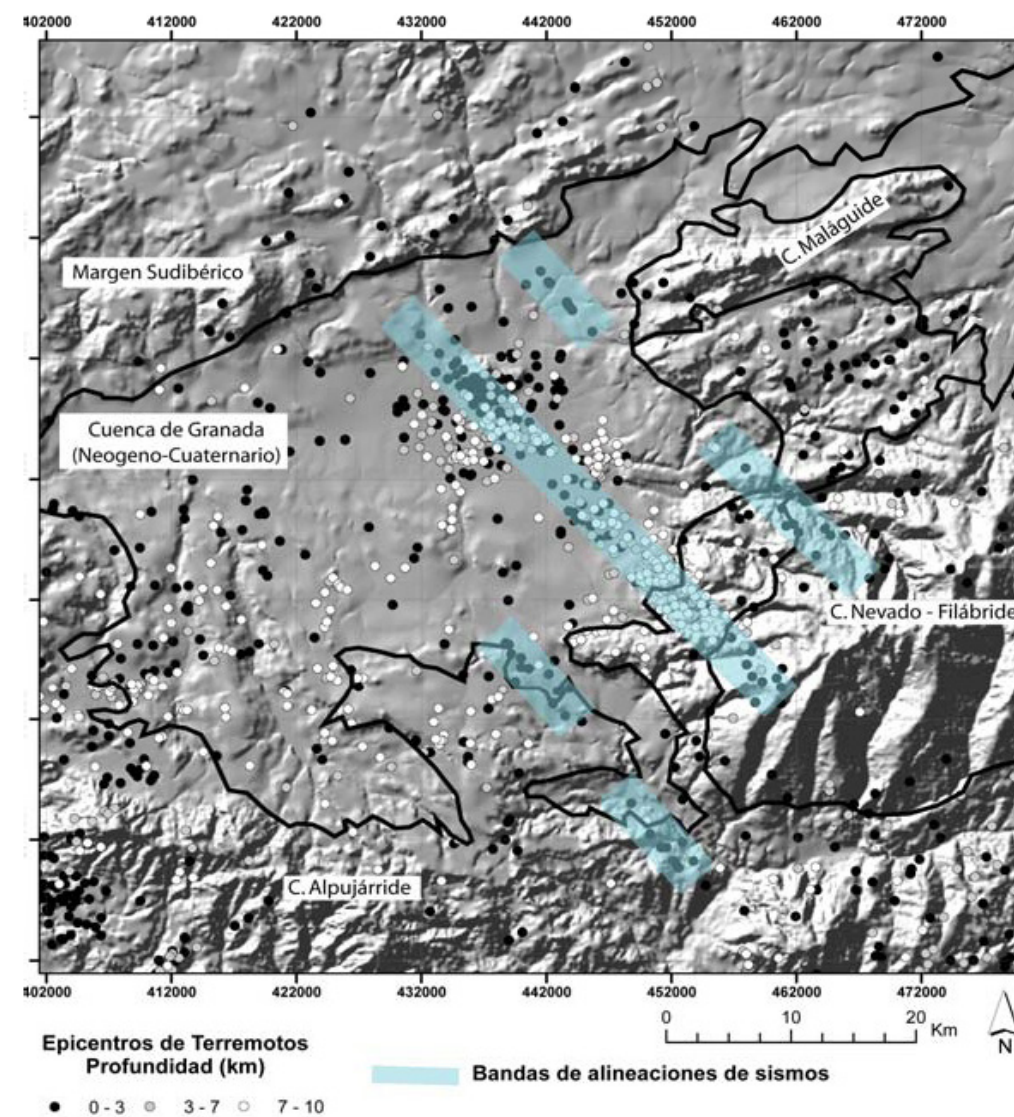 402000 412000 422000 432000 442000 452000 462000 472000
C. Maláguide
Margen Sudibérico
Cuenca de Granada
(Neogeno-Cuaternario)
C. Nevado - Filábride
C. Alpujárride
402000 412000 422000 432000 442000 452000 462000 472000
0 10 20 Km
N
Epicentros de Terremotos
Profundidad (km)
0 - 3 3 - 7 7 - 10
Bandas de alineaciones de sismos